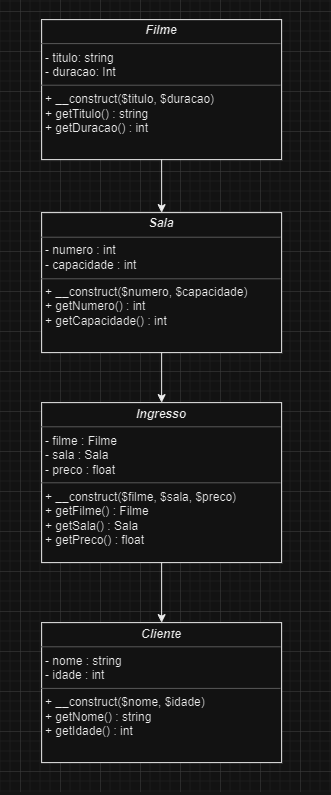 Filme
- titulo: string
- duracao: Int
+ __construct($titulo, $duracao)
+ getTitulo() : string
+ getDuracao() : int
Sala
- numero : int
- capacidade : int
+ __construct($numero, $capacidade)
+ getNumero() : int
+ getCapacidade() : int
Ingresso
- filme : Filme
- sala : Sala
- preco : float
+ __construct($filme, $sala, $preco)
+ getFilme() : Filme
+ getSala() : Sala
+ getPreco() : float
Cliente
- nome : string
- idade : int
+ __construct($nome, $idade)
+ getNome() : string
+ getIdade() : int